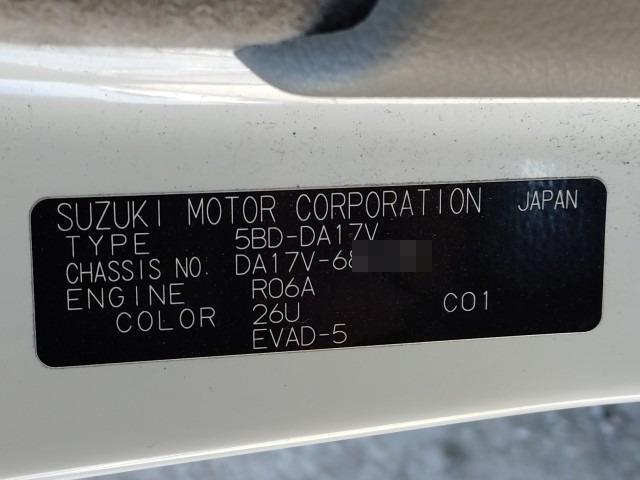 SUZUKI MOTOR CORPORATION JAPAN
TYPE 5BD-DA17V
CHASSIS NO. DA17V-68
ENGINE R06A
COLOR 26U C01
EVAD-5